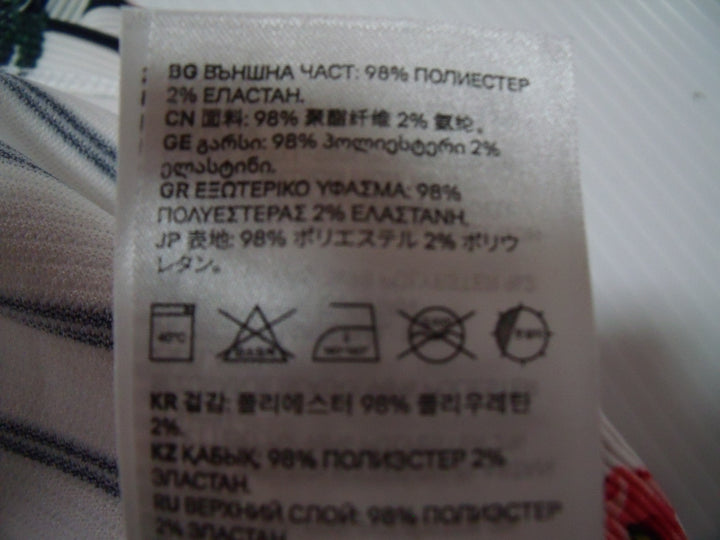 BG ВЪНШНА ЧАСТ: 98% ПОЛИЕСТЕР
2% ЕЛАСТАН.
CN 面料: 98% 聚酯纤维 2% 氨纶。
GE გარსი: 98% პოლიესტერი 2%
ელასტინი.
GR ΕΞΩΤΕΡΙΚΟ ΥΦΑΣΜΑ: 98%
ΠΟΛΥΕΣΤΕΡΑΣ 2% ΕΛΑΣΤΑΝΗ.
JP 表地: 98% ポリエステル 2% ポリウ
レタン。
40°C
KR 겉감: 폴리에스터 98% 폴리우레탄
2%.
KZ ҚАБЫҚ: 98% ПОЛИЭСТЕР 2%
ЭЛАСТАН.
RU ВЕРХНИЙ СЛОЙ: 98% ПОЛИЭСТЕР
2% ЭЛАСТАН